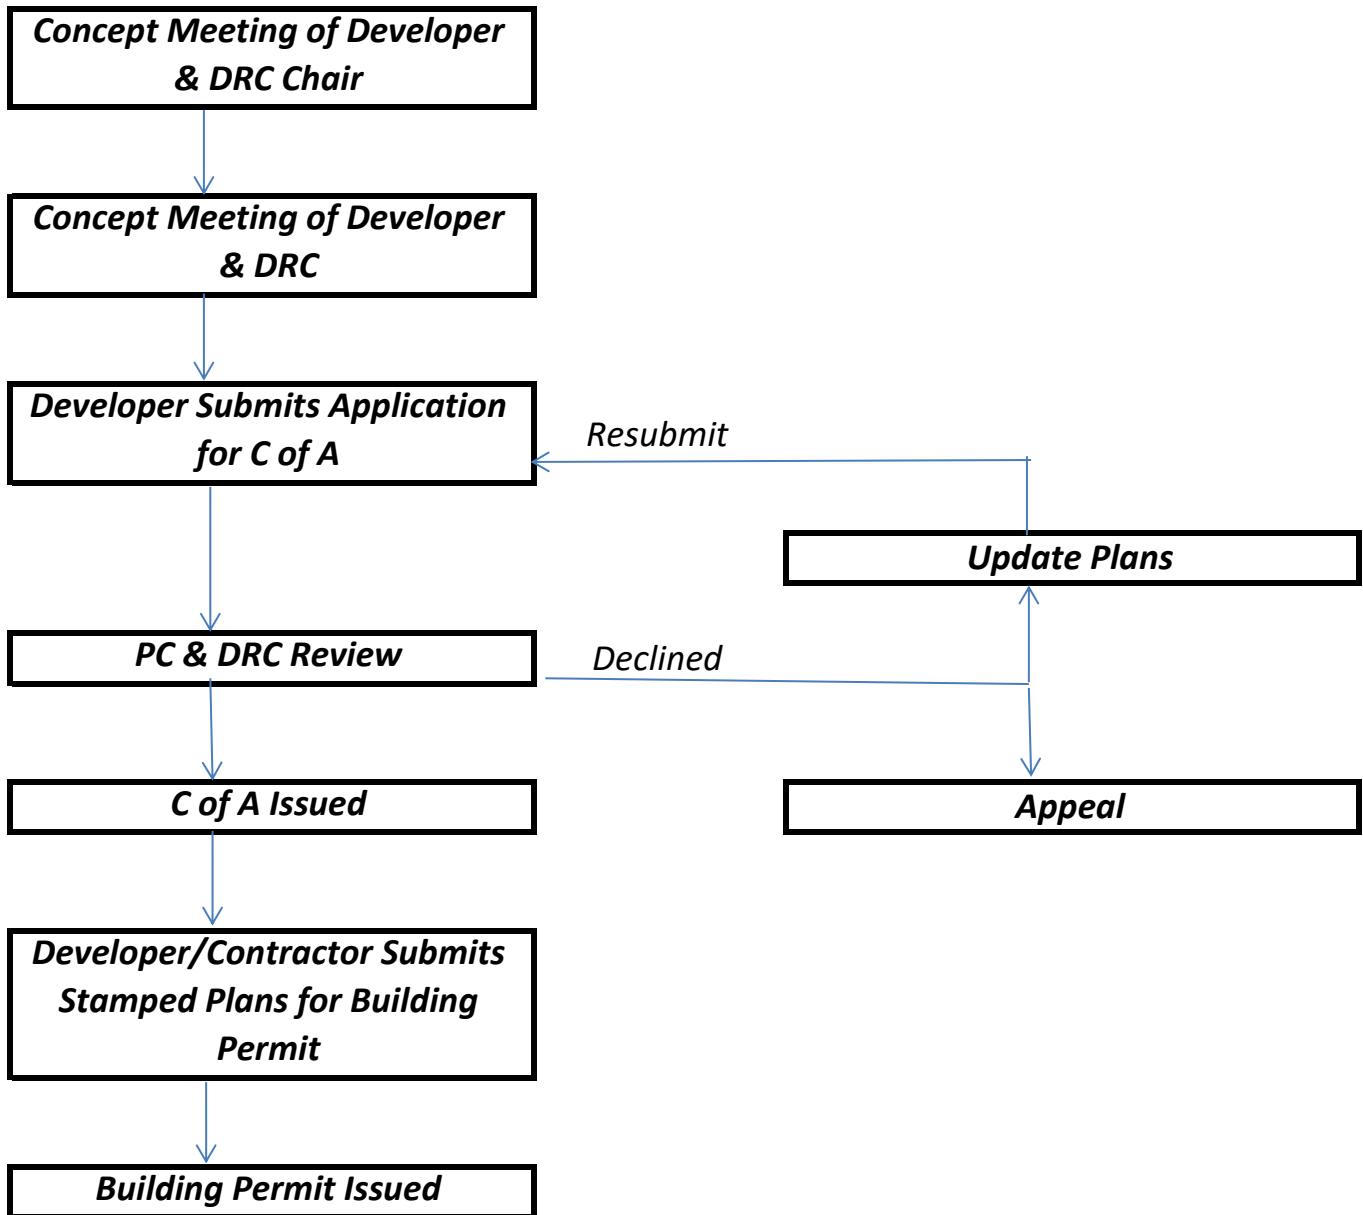 Concept Meeting of Developer
& DRC Chair
Concept Meeting of Developer
& DRC
Developer Submits Application
for C of A
Resubmit
Update Plans
PC & DRC Review
Declined
C of A Issued
Appeal
Developer/Contractor Submits
Stamped Plans for Building
Permit
Building Permit Issued